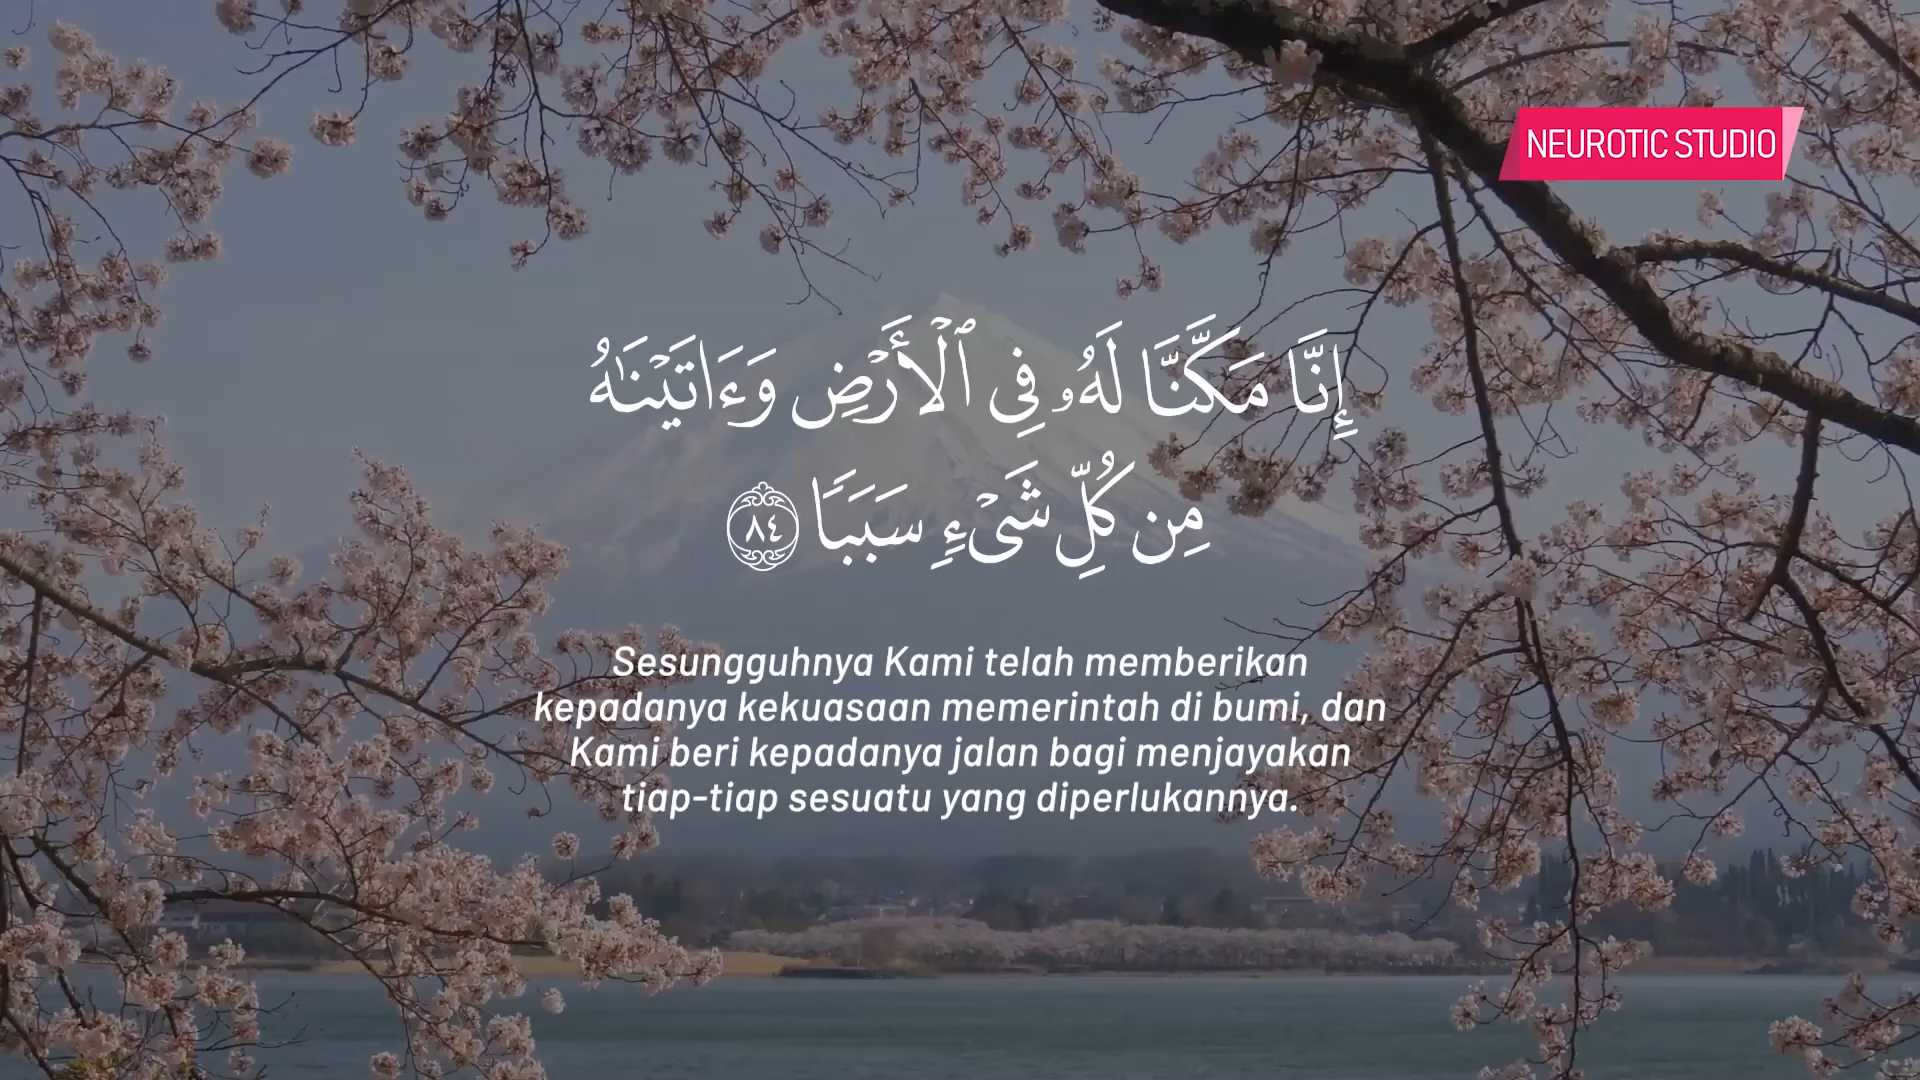 NEUROTIC STUDIO
إِنَّا مَكَّنَّا لَهُۥ فِى ٱلْأَرْضِ وَءَاتَيْنَـٰهُ
مِن كُلِّ شَىْءٍ سَبَبًا ٨٤
Sesungguhnya Kami telah memberikan
kepadanya kekuasaan memerintah di bumi, dan
Kami beri kepadanya jalan bagi menjayakan
tiap-tiap sesuatu yang diperlukannya.